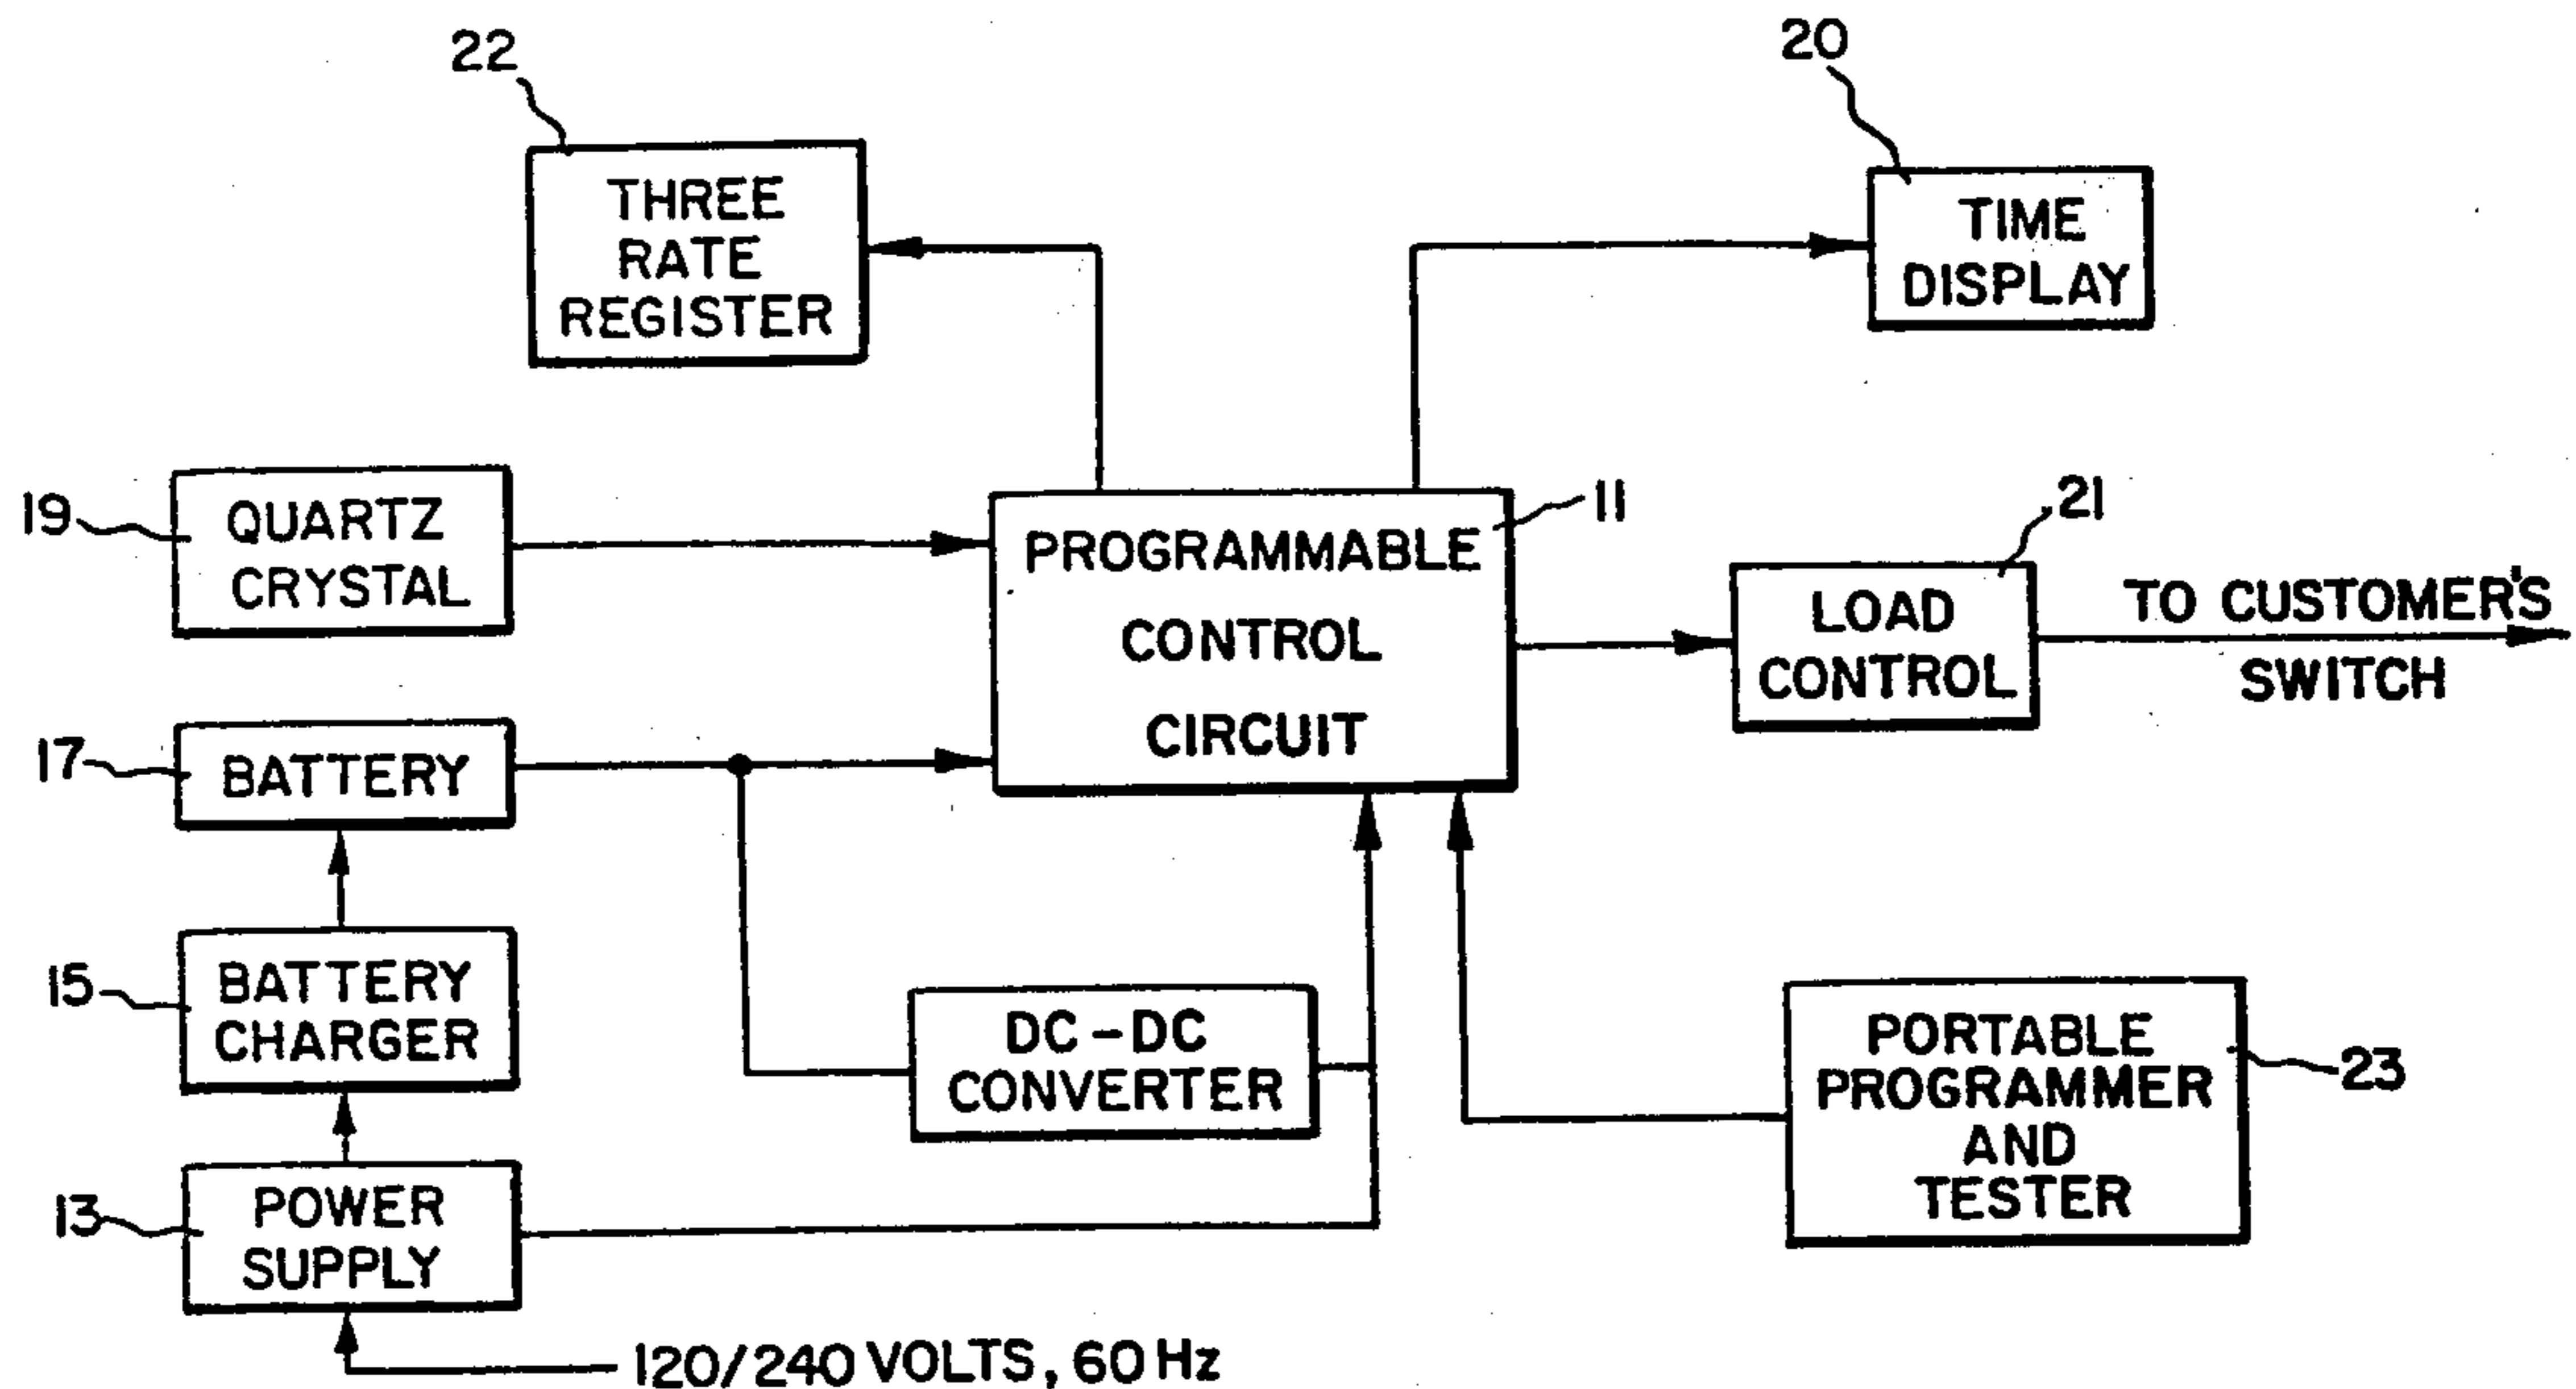 22
20
THREE
RATE
REGISTER
TIME
DISPLAY
19
QUARTZ
CRYSTAL
11
PROGRAMMABLE
CONTROL
CIRCUIT
21
LOAD
CONTROL
TO CUSTOMER'S
SWITCH
17
BATTERY
15
BATTERY
CHARGER
DC-DC
CONVERTER
PORTABLE
PROGRAMMER
AND
TESTER
23
13
POWER
SUPPLY
120/240 VOLTS, 60 Hz